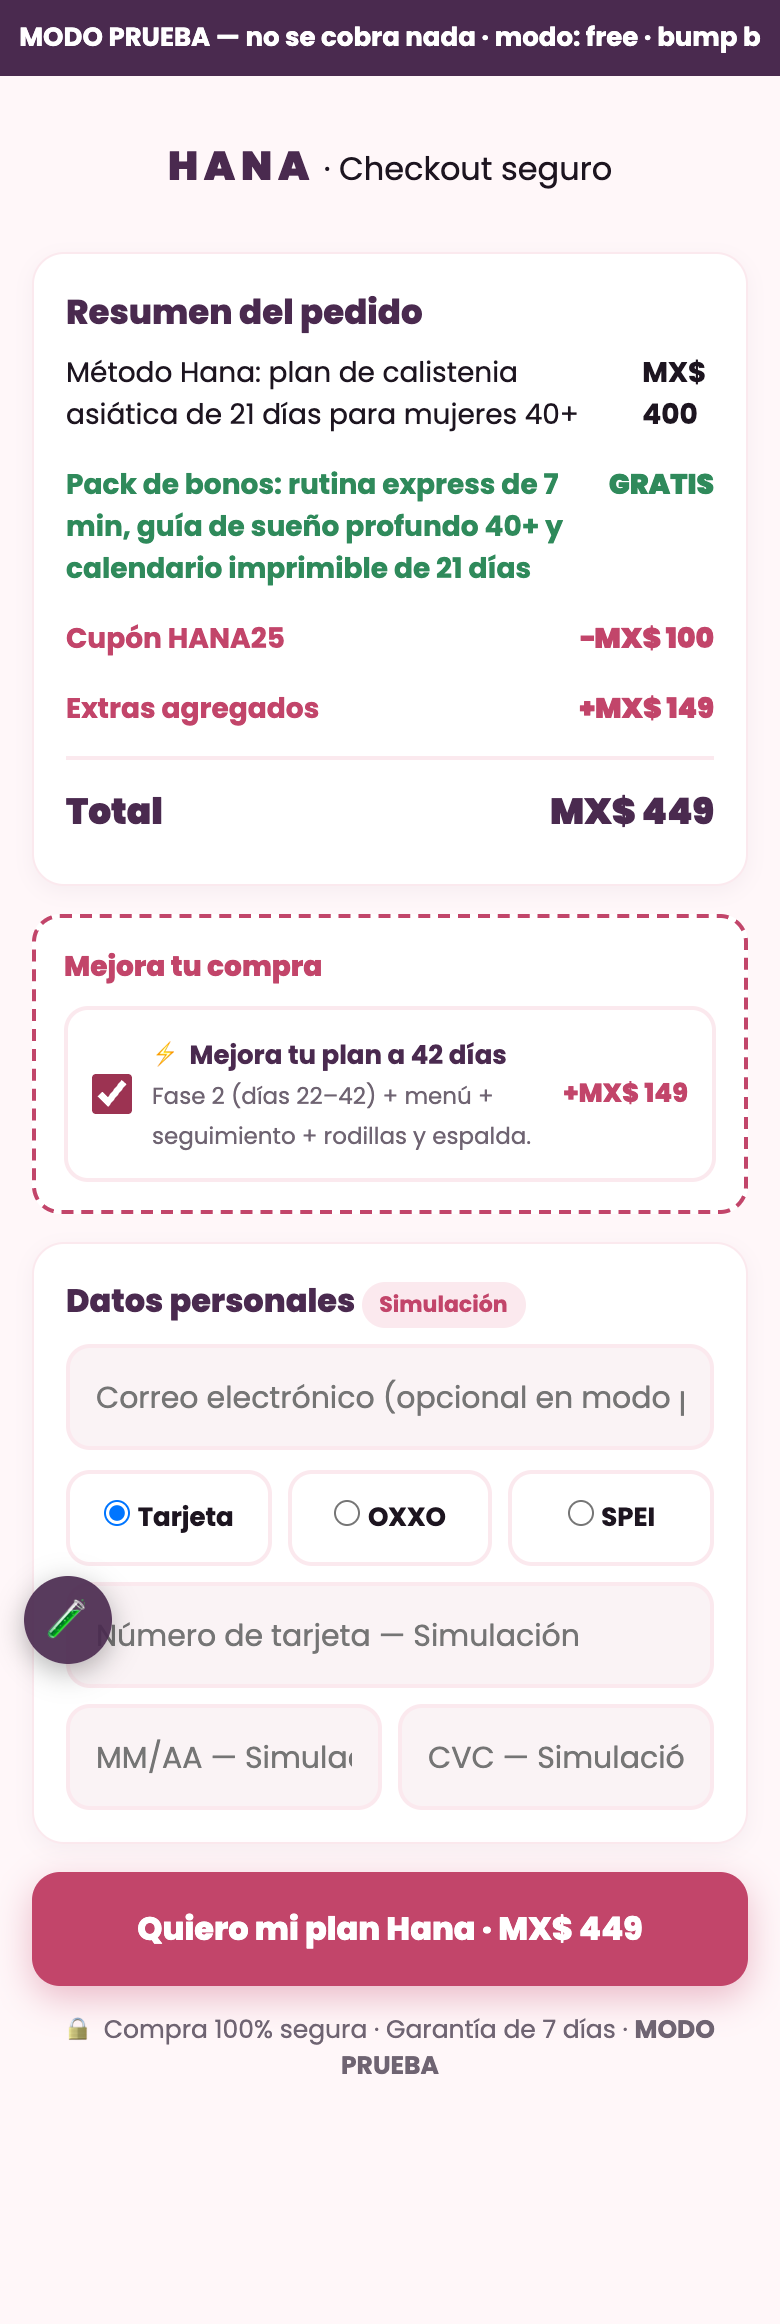 MODO PRUEBA — no se cobra nada · modo: free · bump b
HANA · Checkout seguro
Resumen del pedido
Método Hana: plan de calistenia
asiática de 21 días para mujeres 40+
MX$
400
Pack de bonos: rutina express de 7
min, guía de sueño profundo 40+ y
calendario imprimible de 21 días
GRATIS
Cupón HANA25
−MX$ 100
Extras agregados
+MX$ 149
Total
MX$ 449
Mejora tu compra
⚡ Mejora tu plan a 42 días
Fase 2 (días 22–42) + menú +
seguimiento + rodillas y espalda.
+MX$ 149
Datos personales
Simulación
Correo electrónico (opcional en modo
Tarjeta
OXXO
SPEI
Número de tarjeta — Simulación
MM/AA — Simula
CVC — Simulació
Quiero mi plan Hana · MX$ 449
🔒 Compra 100% segura · Garantía de 7 días · MODO
PRUEBA